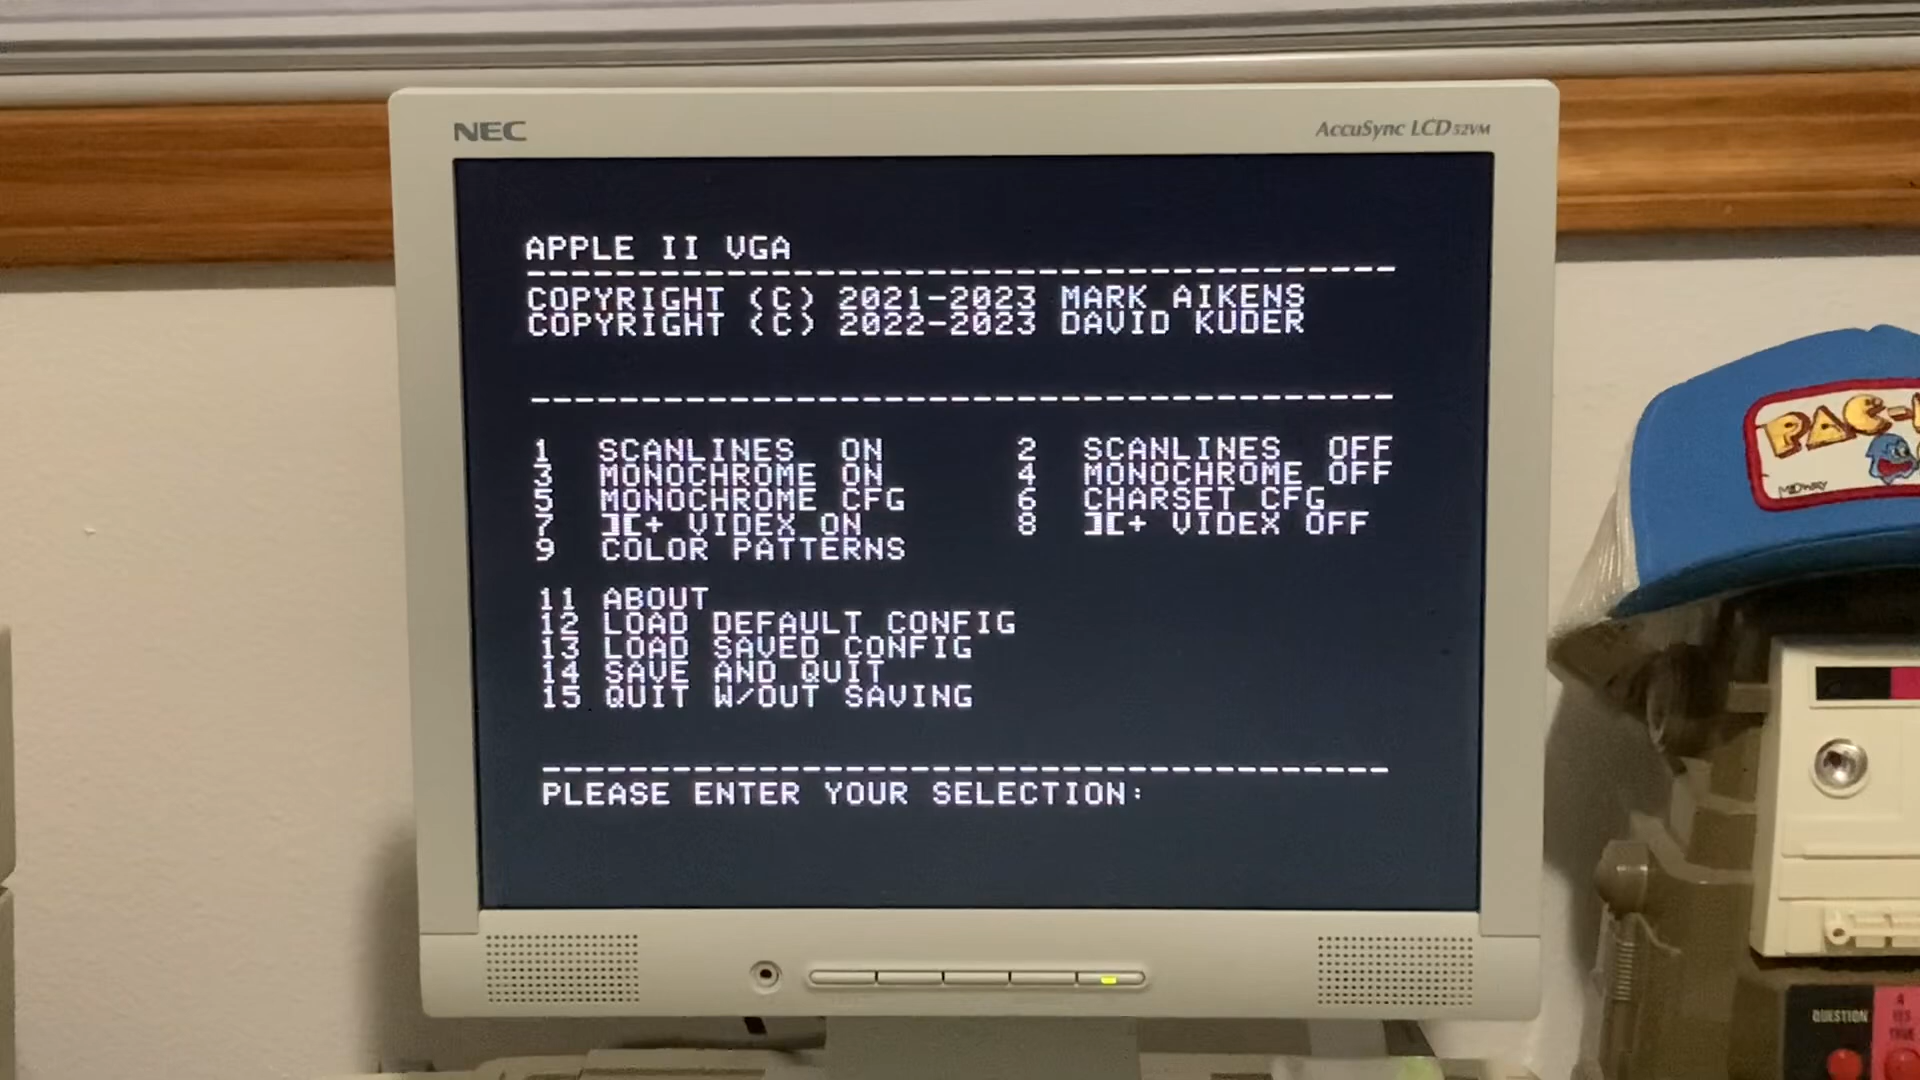 NEC
AccuSync LCD52VM
APPLE II VGA
---------------------------------------
COPYRIGHT (C) 2021-2023 MARK AIKENS
COPYRIGHT (C) 2022-2023 DAVID KUDER
---------------------------------------
1 SCANLINES ON 2 SCANLINES OFF
3 MONOCHROME ON 4 MONOCHROME OFF
5 MONOCHROME CFG 6 CHARSET CFG
7 ][+ VIDEX ON 8 ][+ VIDEX OFF
9 COLOR PATTERNS
11 ABOUT
12 LOAD DEFAULT CONFIG
13 LOAD SAVED CONFIG
14 SAVE AND QUIT
15 QUIT W/OUT SAVING
---------------------------------------
PLEASE ENTER YOUR SELECTION:
PAC-
MIDWAY
QUESTION
A
YES
TRUE